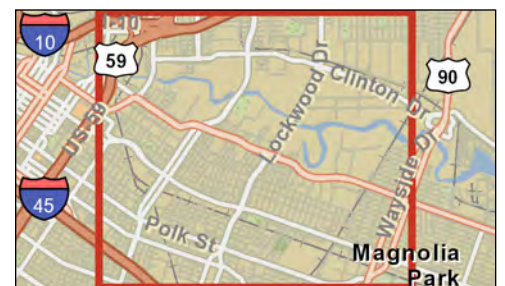 I-10
10
59
90
US-59
Lockwood Dr
Clinton Dr
Wayside Dr
45
Polk St
Magnolia
Park